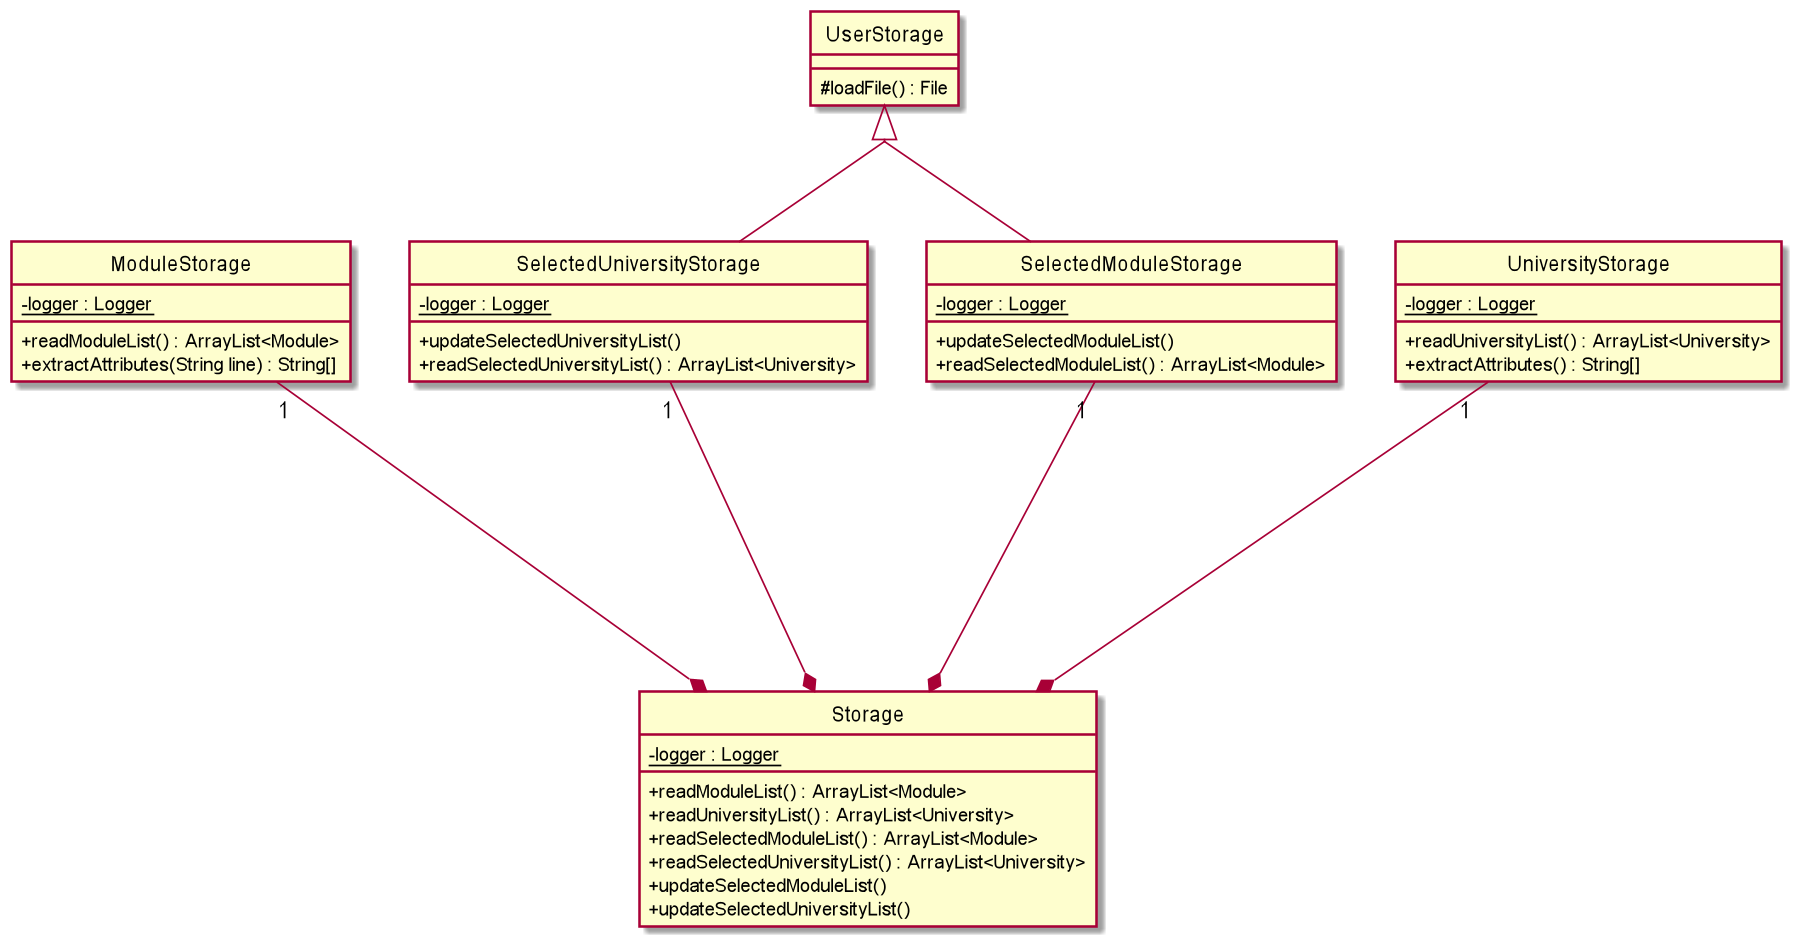 UserStorage
#loadFile() : File
ModuleStorage
-logger : Logger
+readModuleList() : ArrayList<Module>
+extractAttributes(String line) : String[]
SelectedUniversityStorage
-logger : Logger
+updateSelectedUniversityList()
+readSelectedUniversityList() : ArrayList<University>
SelectedModuleStorage
-logger : Logger
+updateSelectedModuleList()
+readSelectedModuleList() : ArrayList<Module>
UniversityStorage
-logger : Logger
+readUniversityList() : ArrayList<University>
+extractAttributes() : String[]
1
1
1
1
Storage
-logger : Logger
+readModuleList() : ArrayList<Module>
+readUniversityList() : ArrayList<University>
+readSelectedModuleList() : ArrayList<Module>
+readSelectedUniversityList() : ArrayList<University>
+updateSelectedModuleList()
+updateSelectedUniversityList()